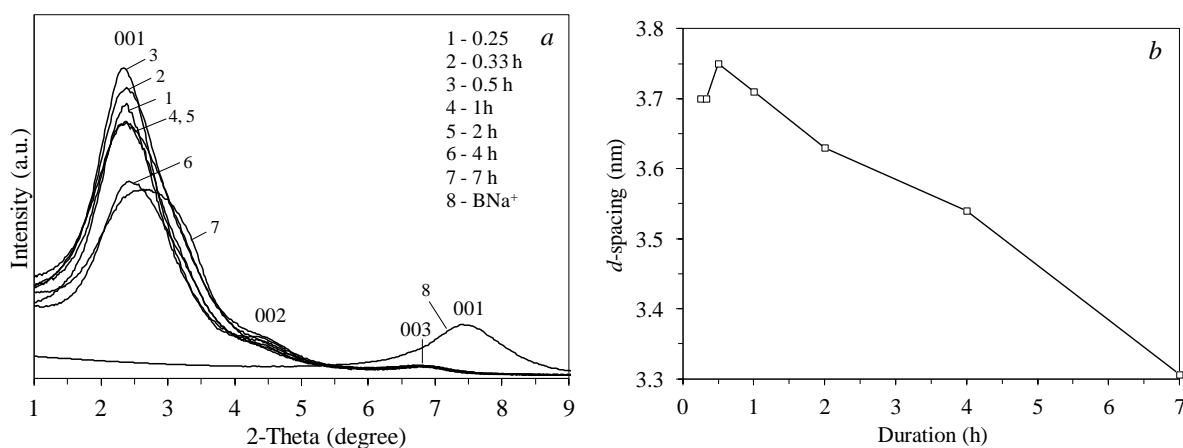 a
001
3
2
1
4, 5
6
7
1 - 0.25
2 - 0.33 h
3 - 0.5 h
4 - 1h
5 - 2 h
6 - 4 h
7 - 7 h
8 - BNa⁺
002
003
8
001
Intensity (a.u.)
1 2 3 4 5 6 7 8 9
2-Theta (degree)
b
3.8
3.7
3.6
3.5
3.4
3.3
d-spacing (nm)
0 1 2 3 4 5 6 7
Duration (h)